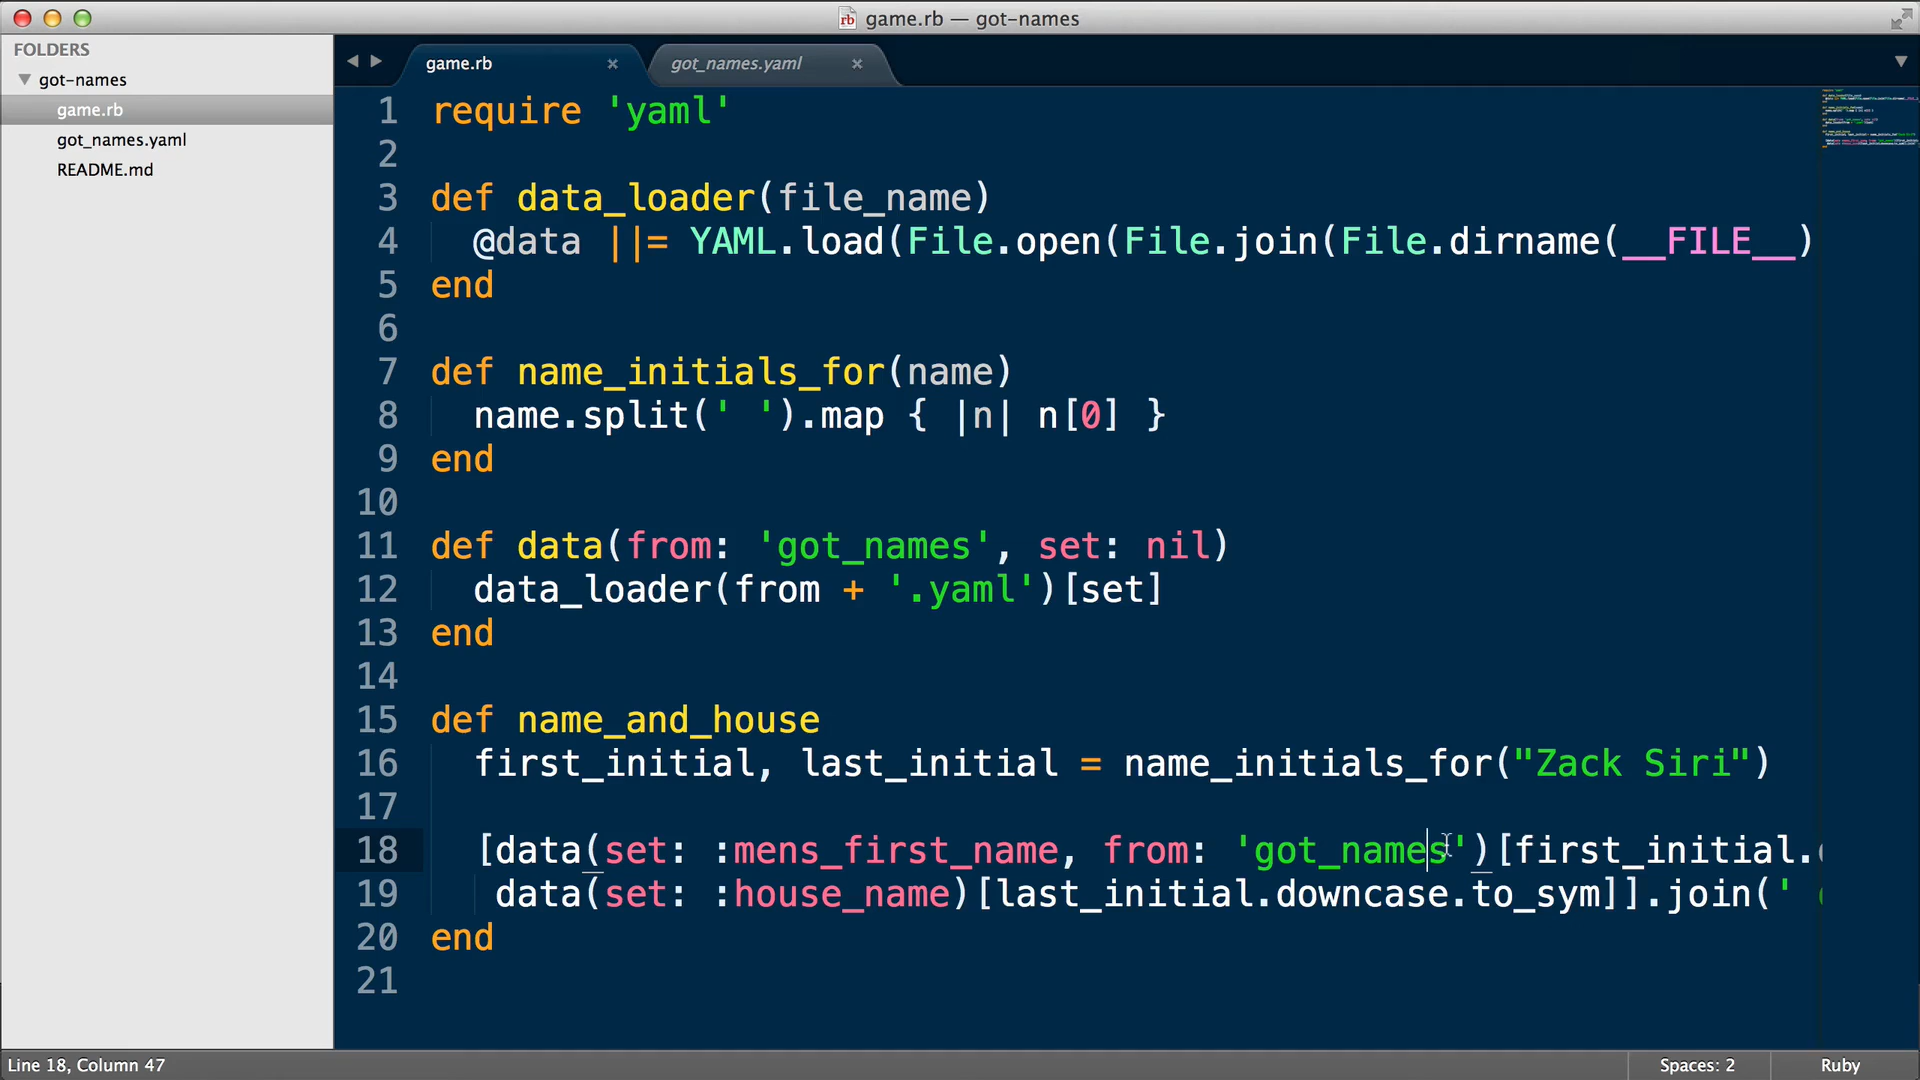 game.rb — got-names
FOLDERS
got-names
game.rb
got_names.yaml
README.md
game.rb
got_names.yaml
1 require 'yaml'
2
3 def data_loader(file_name)
4 @data ||= YAML.load(File.open(File.join(File.dirname(__FILE__)
5 end
6
7 def name_initials_for(name)
8 name.split(' ').map { |n| n[0] }
9 end
10
11 def data(from: 'got_names', set: nil)
12 data_loader(from + '.yaml')[set]
13 end
14
15 def name_and_house
16 first_initial, last_initial = name_initials_for("Zack Siri")
17
18 [data(set: :mens_first_name, from: 'got_names')[first_initial.
19 data(set: :house_name)[last_initial.downcase.to_sym]].join('
20 end
21
Line 18, Column 47
Spaces: 2
Ruby